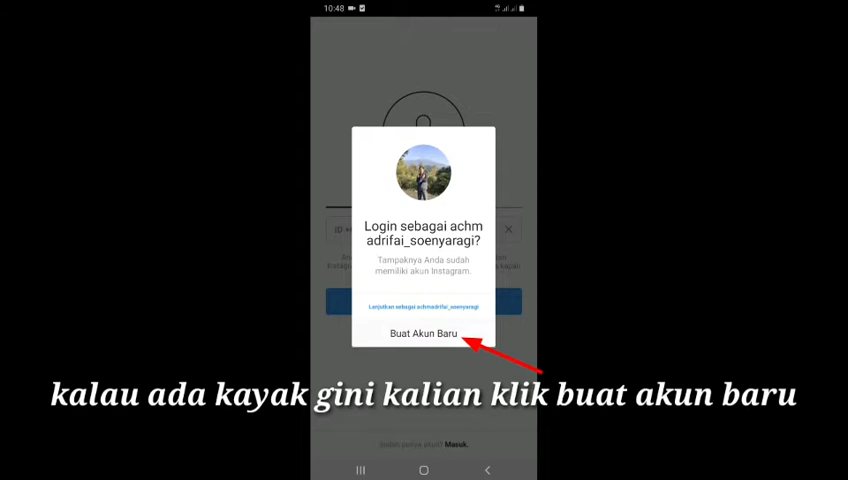 10:48
Login sebagai achm
adrifai_soenyaragi?
Tampaknya Anda sudah
memiliki akun Instagram.
Lanjutkan sebagai achmadrifai_soenyaragi
Buat Akun Baru
kalau ada kayak gini kalian klik buat akun baru
Sudah punya akun? Masuk.